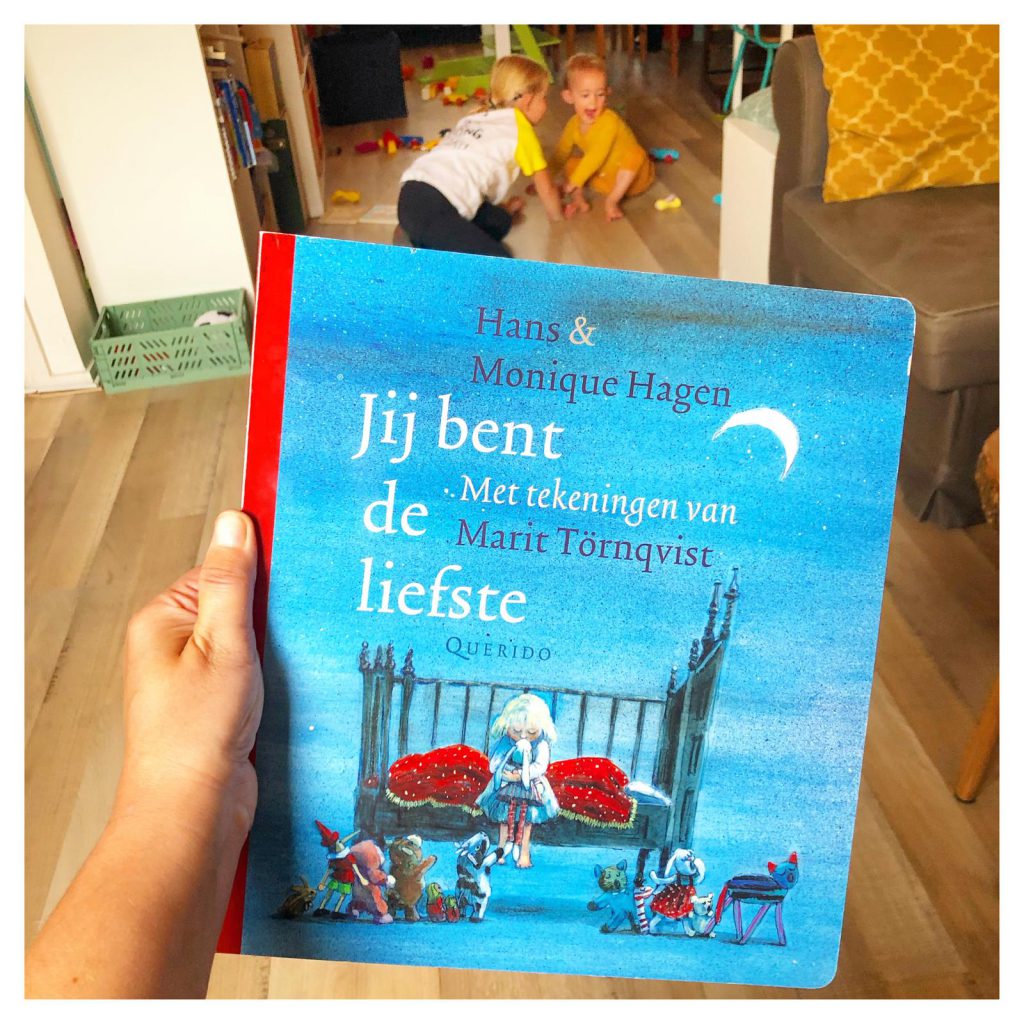 Hans &
Monique Hagen
Jij bent
de
liefste
Met tekeningen van
Marit Törnqvist
QUERIDO